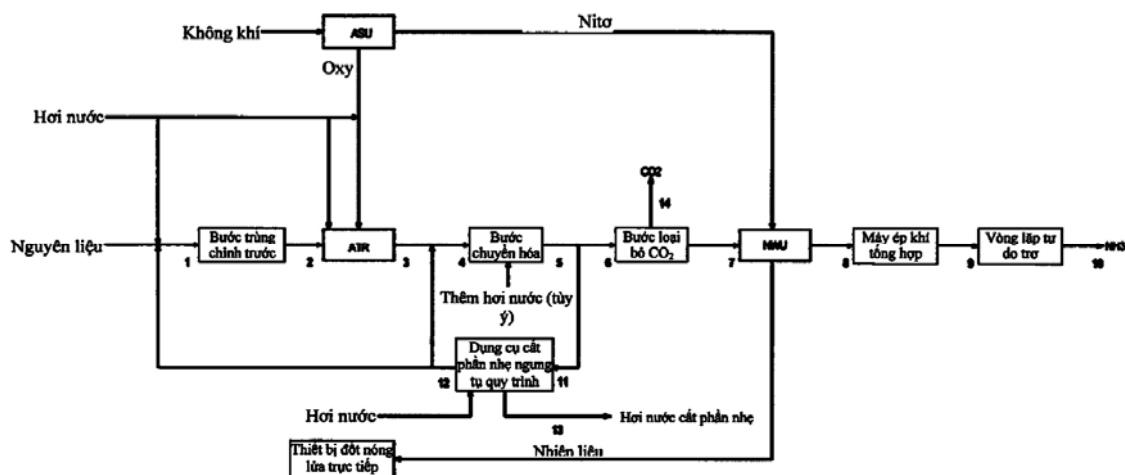 Không khí
ASU
Nitơ
Oxy
Hơi nước
CO2
14
Nguyên liệu
1
Bước trùng
chỉnh trước
2
ATR
3
4
Bước
chuyển hóa
5
6
Bước loại
bỏ CO₂
7
NWU
8
Máy ép khí
tổng hợp
9
Vòng lặp tự
do trơ
10
NH3
Thêm hơi nước (tùy
ý)
12
Dụng cụ cất
phần nhẹ ngưng
tụ quy trình
11
Hơi nước
13
Hơi nước cất phần nhẹ
Nhiên liệu
Thiết bị đốt nóng
lửa trực tiếp